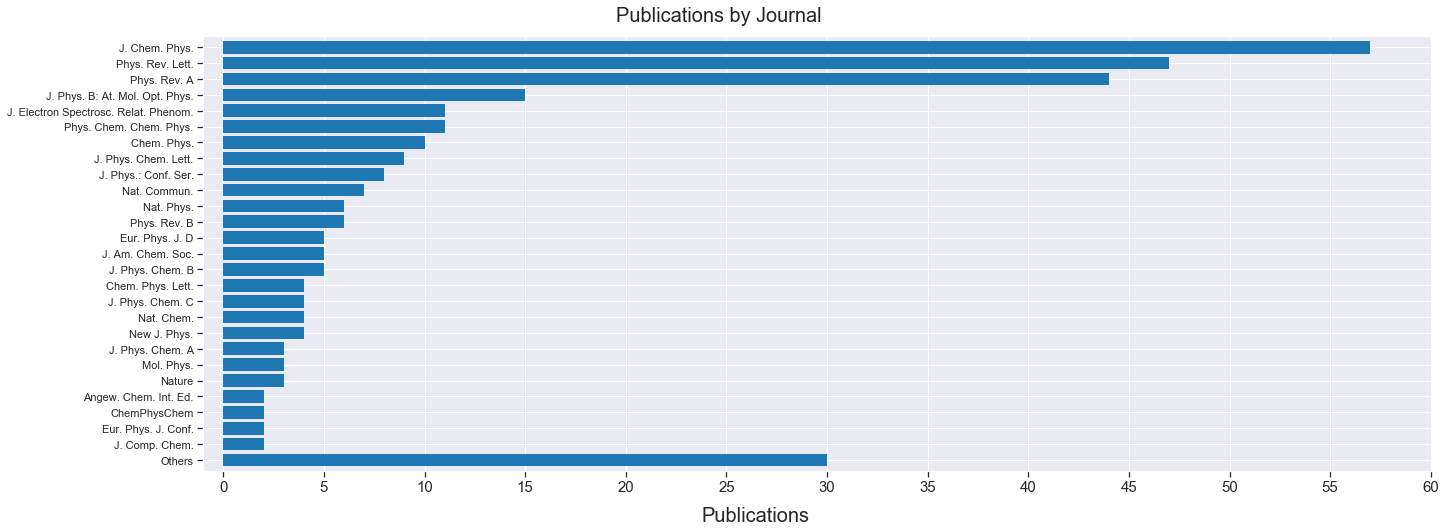 Publications by Journal
J. Chem. Phys.
Phys. Rev. Lett.
Phys. Rev. A
J. Phys. B: At. Mol. Opt. Phys.
J. Electron Spectrosc. Relat. Phenom.
Phys. Chem. Chem. Phys.
Chem. Phys.
J. Phys. Chem. Lett.
J. Phys.: Conf. Ser.
Nat. Commun.
Nat. Phys.
Phys. Rev. B
Eur. Phys. J. D
J. Am. Chem. Soc.
J. Phys. Chem. B
Chem. Phys. Lett.
J. Phys. Chem. C
Nat. Chem.
New J. Phys.
J. Phys. Chem. A
Mol. Phys.
Nature
Angew. Chem. Int. Ed.
ChemPhysChem
Eur. Phys. J. Conf.
J. Comp. Chem.
Others
0 5 10 15 20 25 30 35 40 45 50 55 60
Publications